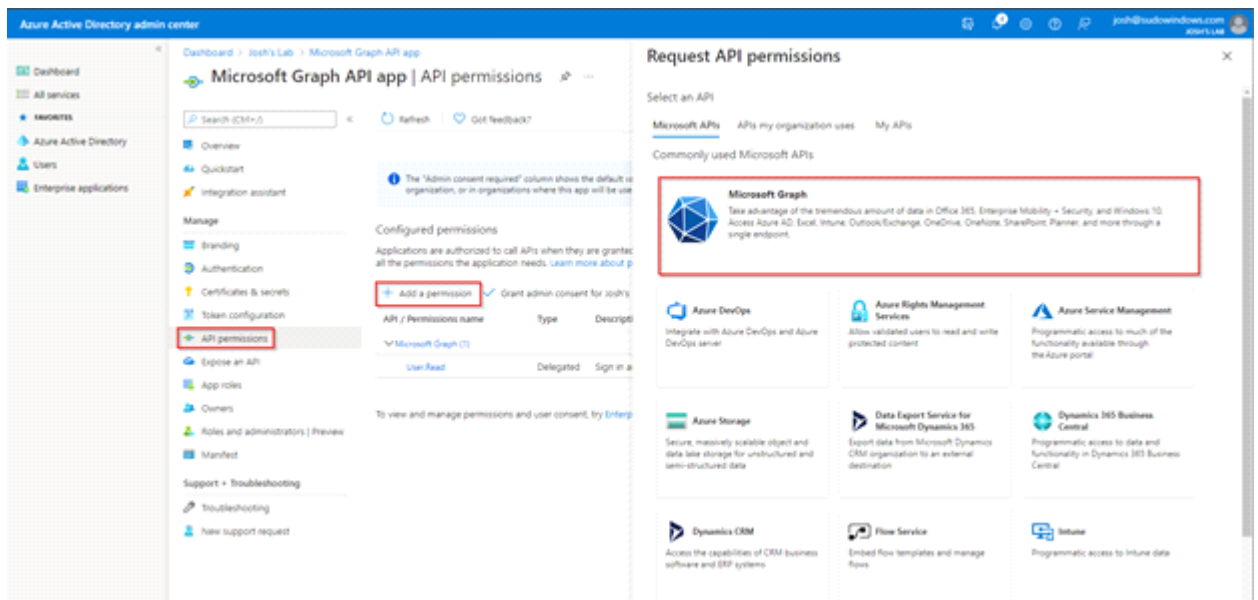 Azure Active Directory admin center
josh@sudowindows.com
JOSH'S LAB
Dashboard
All services
FAVORITES
Azure Active Directory
Users
Enterprise applications
Dashboard > Josh's Lab > Microsoft Graph API app
Microsoft Graph API app | API permissions
Search (Ctrl+/)
Overview
Quickstart
Integration assistant
Manage
Branding
Authentication
Certificates & secrets
Token configuration
API permissions
Expose an API
App roles
Owners
Roles and administrators | Preview
Manifest
Support + Troubleshooting
Troubleshooting
New support request
Refresh
Got feedback?
The "Admin consent required" column shows the default
organization, or in organizations where this app will be use
Configured permissions
Applications are authorized to call APIs when they are grante
all the permissions the application needs. Learn more about p
Add a permission
Grant admin consent for Josh's
API / Permissions name
Type
Descripti
Microsoft Graph (1)
User.Read
Delegated
Sign in a
To view and manage permissions and user consent, try Enterp
Request API permissions
Select an API
Microsoft APIs
APIs my organization uses
My APIs
Commonly used Microsoft APIs
Microsoft Graph
Take advantage of the tremendous amount of data in Office 365, Enterprise Mobility + Security, and Windows 10.
Access Azure AD, Excel, Intune, Outlook/Exchange, OneDrive, OneNote, SharePoint, Planner, and more through a
single endpoint.
Azure DevOps
Integrate with Azure DevOps and Azure
DevOps server
Azure Rights Management
Services
Allow validated users to read and write
protected content
Azure Service Management
Programmatic access to much of the
functionality available through
the Azure portal
Azure Storage
Secure, massively scalable object and
data lake storage for unstructured and
semi-structured data
Data Export Service for
Microsoft Dynamics 365
Export data from Microsoft Dynamics
CRM organization to an external
destination
Dynamics 365 Business
Central
Programmatic access to data and
functionality in Dynamics 365 Business
Central
Dynamics CRM
Access the capabilities of CRM business
software and ERP systems
Flow Service
Embed flow templates and manage
flows
Intune
Programmatic access to Intune data